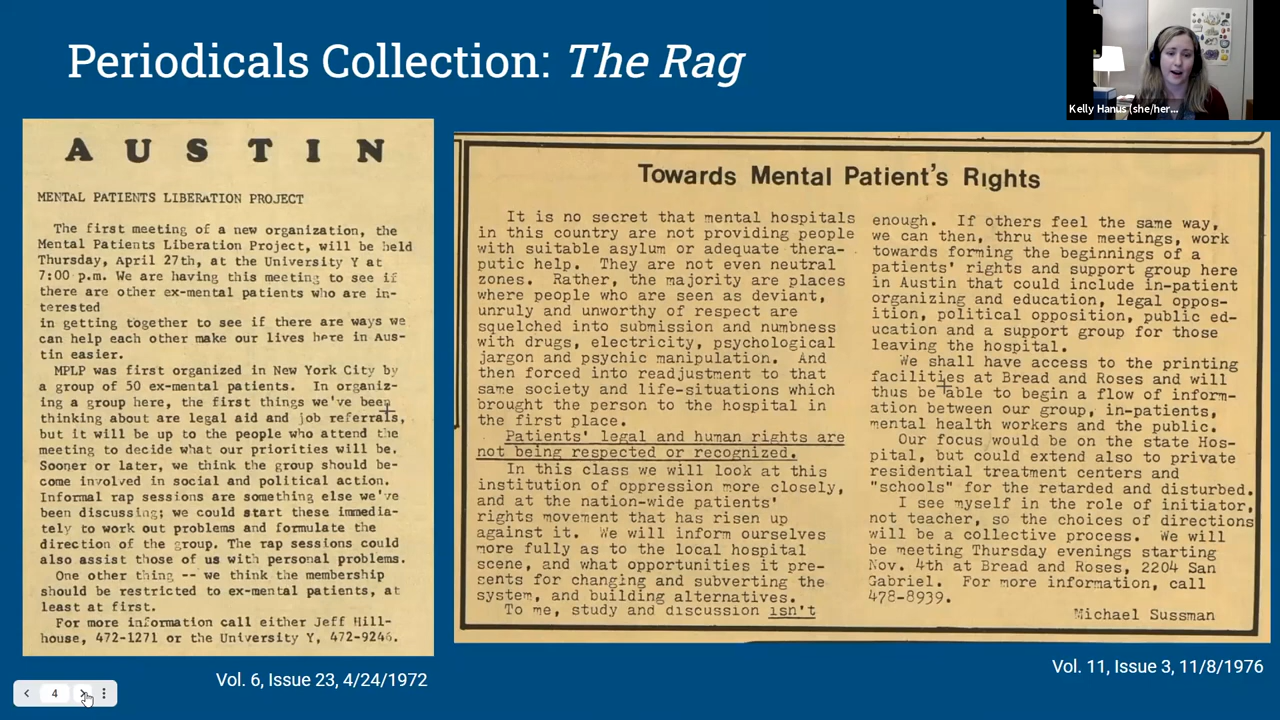 Periodicals Collection: The Rag
Kelly Hanus (she/her...
AUSTIN
MENTAL PATIENTS LIBERATION PROJECT
The first meeting of a new organization, the
Mental Patients Liberation Project, will be held
Thursday, April 27th, at the University Y at
7:00 p.m. We are having this meeting to see if
there are other ex-mental patients who are in-
terested
in getting together to see if there are ways we
can help each other make our lives here in Aus-
tin easier.
MPLP was first organized in New York City by
a group of 50 ex-mental patients. In organiz-
ing a group here, the first things we've been
thinking about are legal aid and job referrals,
but it will be up to the people who attend the
meeting to decide what our priorities will be.
Sooner or later, we think the group should be-
come involved in social and political action.
Informal rap sessions are something else we've
been discussing; we could start these immedia-
tely to work out problems and formulate the
direction of the group. The rap sessions could
also assist those of us with personal problems.
One other thing -- we think the membership
should be restricted to ex-mental patients, at
least at first.
For more information call either Jeff Hill-
house, 472-1271 or the University Y, 472-9246.
Vol. 6, Issue 23, 4/24/1972
Towards Mental Patient's Rights
It is no secret that mental hospitals
in this country are not providing people
with suitable asylum or adequate thera-
putic help. They are not even neutral
zones. Rather, the majority are places
where people who are seen as deviant,
unruly and unworthy of respect are
squelched into submission and numbness
with drugs, electricity, psychological
jargon and psychic manipulation. And
then forced into readjustment to that
same society and life-situations which
brought the person to the hospital in
the first place.
Patients' legal and human rights are
not being respected or recognized.
In this class we will look at this
institution of oppression more closely,
and at the nation-wide patients'
rights movement that has risen up
against it. We will inform ourselves
more fully as to the local hospital
scene, and what opportunities it pre-
sents for changing and subverting the
system, and building alternatives.
To me, study and discussion isn't
enough. If others feel the same way,
we can then, thru these meetings, work
towards forming the beginnings of a
patients' rights and support group here
in Austin that could include in-patient
organizing and education, legal oppos-
ition, political opposition, public ed-
ucation and a support group for those
leaving the hospital.
We shall have access to the printing
facilities at Bread and Roses and will
thus be able to begin a flow of inform-
ation between our group, in-patients,
mental health workers and the public.
Our focus would be on the state Hos-
pital, but could extend also to private
residential treatment centers and
"schools" for the retarded and disturbed.
I see myself in the role of initiator,
not teacher, so the choices of directions
will be a collective process. We will
be meeting Thursday evenings starting
Nov. 4th at Bread and Roses, 2204 San
Gabriel. For more information, call
478-8939.
Michael Sussman
Vol. 11, Issue 3, 11/8/1976
4